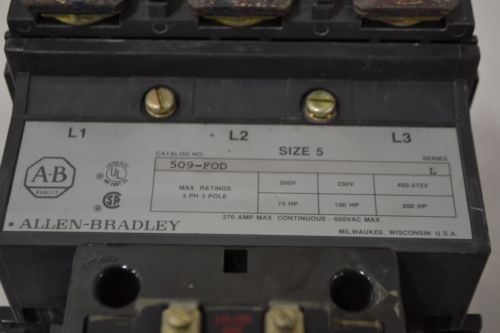 L1 L2 L3
CATALOG NO. SIZE 5 SERIES
509-FOD L
A-B
QUALITY
UL
MAX. RATINGS
3 PH 3 POLE
200V 230V 460-575V
75 HP 100 HP 200 HP
270 AMP MAX. CONTINUOUS - 600VAC MAX.
ALLEN-BRADLEY
MILWAUKEE, WISCONSIN U.S.A.